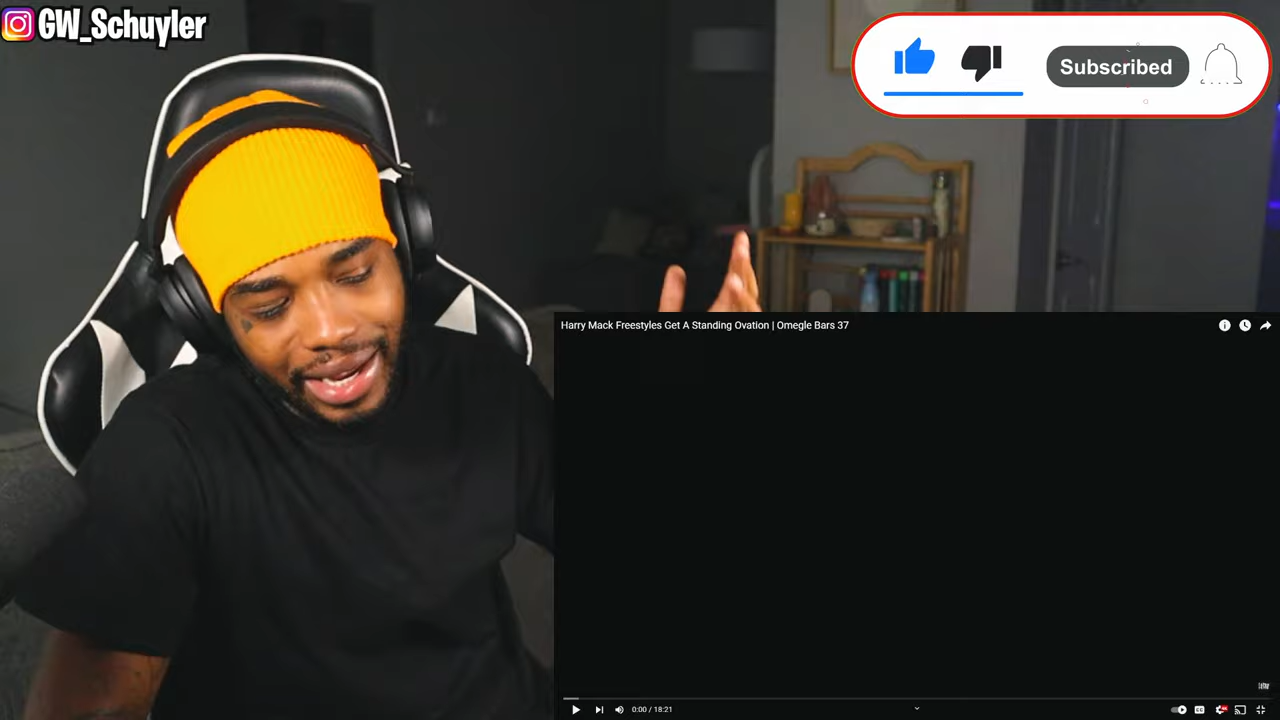 GW_Schuyler
Subscribed
Harry Mack Freestyles Get A Standing Ovation | Omegle Bars 37
0:00 / 18:21